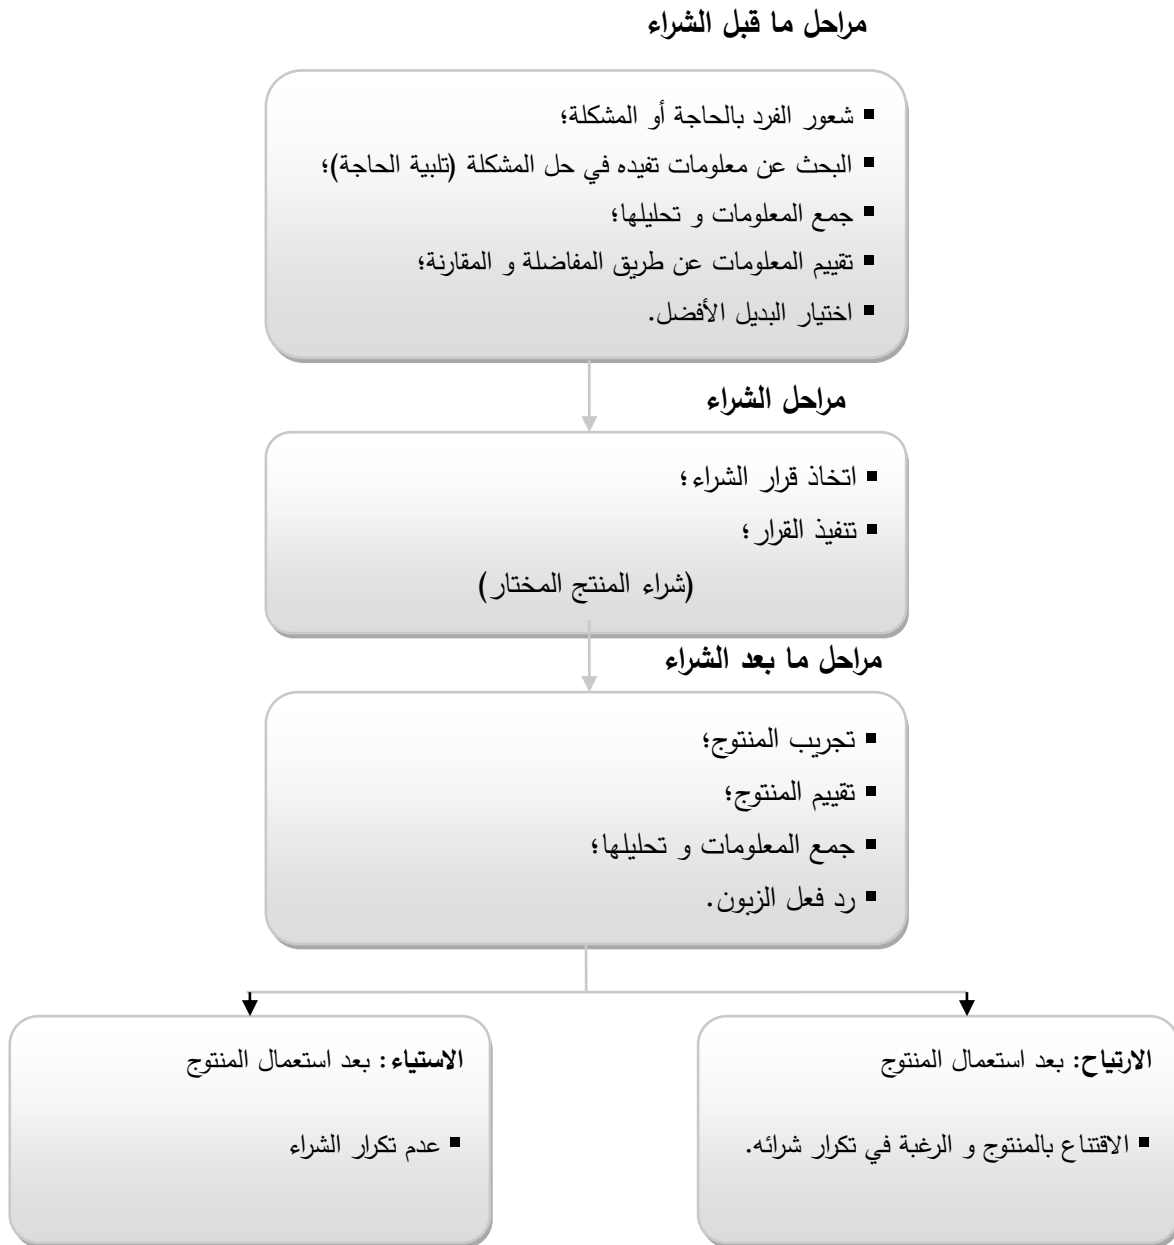 مراحل ما قبل الشراء
▪ شعور الفرد بالحاجة أو المشكلة؛
▪ البحث عن معلومات تفيده في حل المشكلة (تلبية الحاجة)؛
▪ جمع المعلومات و تحليلها؛
▪ تقييم المعلومات عن طريق المفاضلة و المقارنة؛
▪ اختيار البديل الأفضل.
مراحل الشراء
▪ اتخاذ قرار الشراء؛
▪ تنفيذ القرار؛
(شراء المنتج المختار)
مراحل ما بعد الشراء
▪ تجريب المنتوج؛
▪ تقييم المنتوج؛
▪ جمع المعلومات و تحليلها؛
▪ رد فعل الزبون.
الارتياح: بعد استعمال المنتوج
▪ الاقتناع بالمنتوج و الرغبة في تكرار شرائه.
الاستياء: بعد استعمال المنتوج
▪ عدم تكرار الشراء